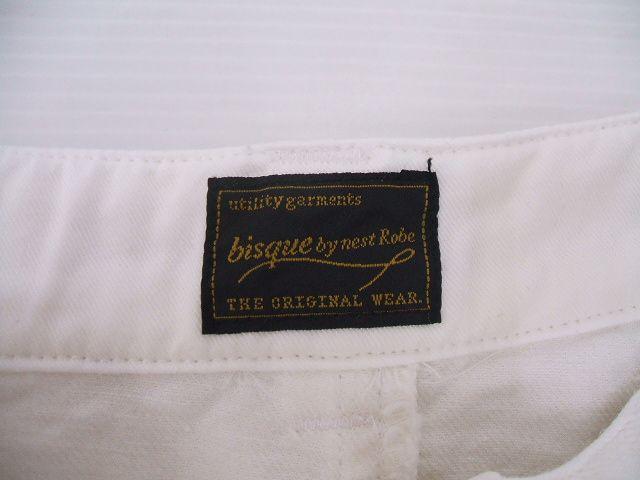 utility garments
bisque by nest Robe
THE ORIGINAL WEAR.